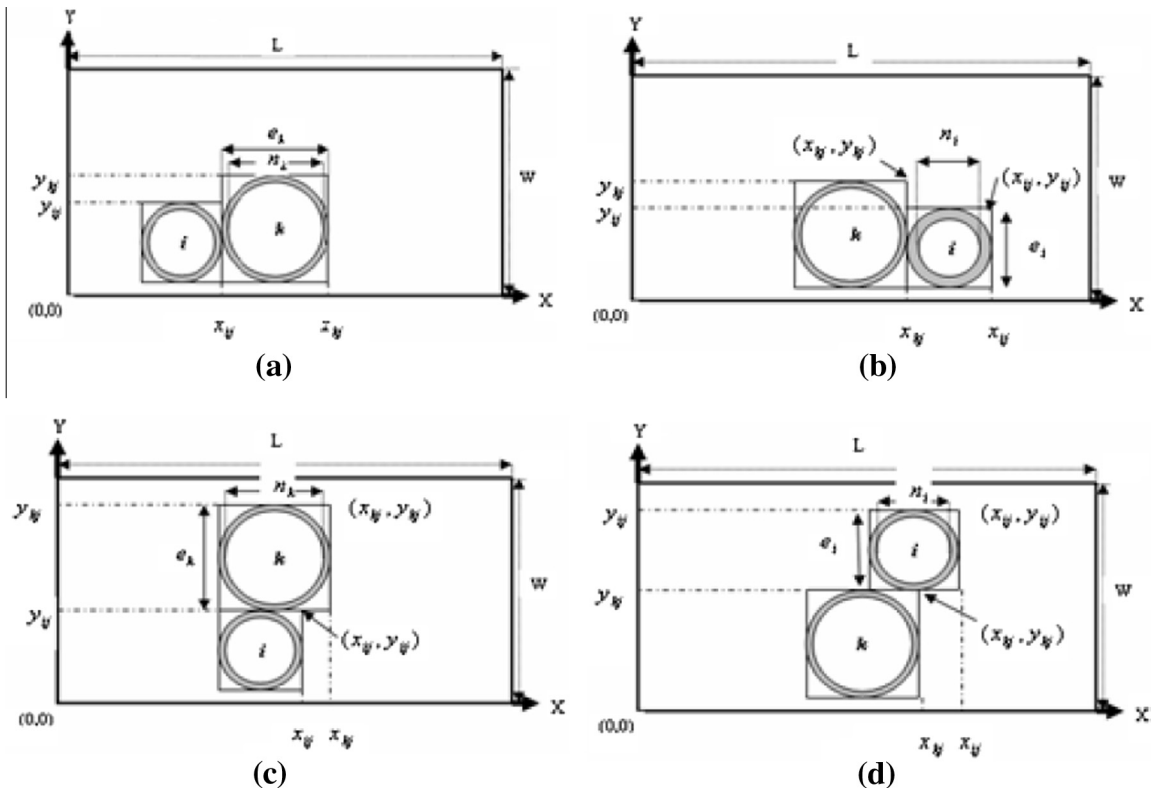 Y
L
e_k
n_k
y_kj
y_ij
i
k
W
(0,0)
x_ij
z_kj
X
(a)
Y
L
n_i
(x_kj, y_kj)
(x_ij, y_ij)
y_kj
y_ij
k
i
e_i
W
(0,0)
x_kj
x_ij
X
(b)
Y
L
n_k
(x_kj, y_kj)
y_kj
e_k
k
W
y_ij
(x_ij, y_ij)
i
(0,0)
x_ij
x_kj
X
(c)
Y
L
n_i
(x_ij, y_ij)
y_ij
e_i
i
W
y_kj
(x_kj, y_kj)
k
(0,0)
x_kj
x_ij
X
(d)